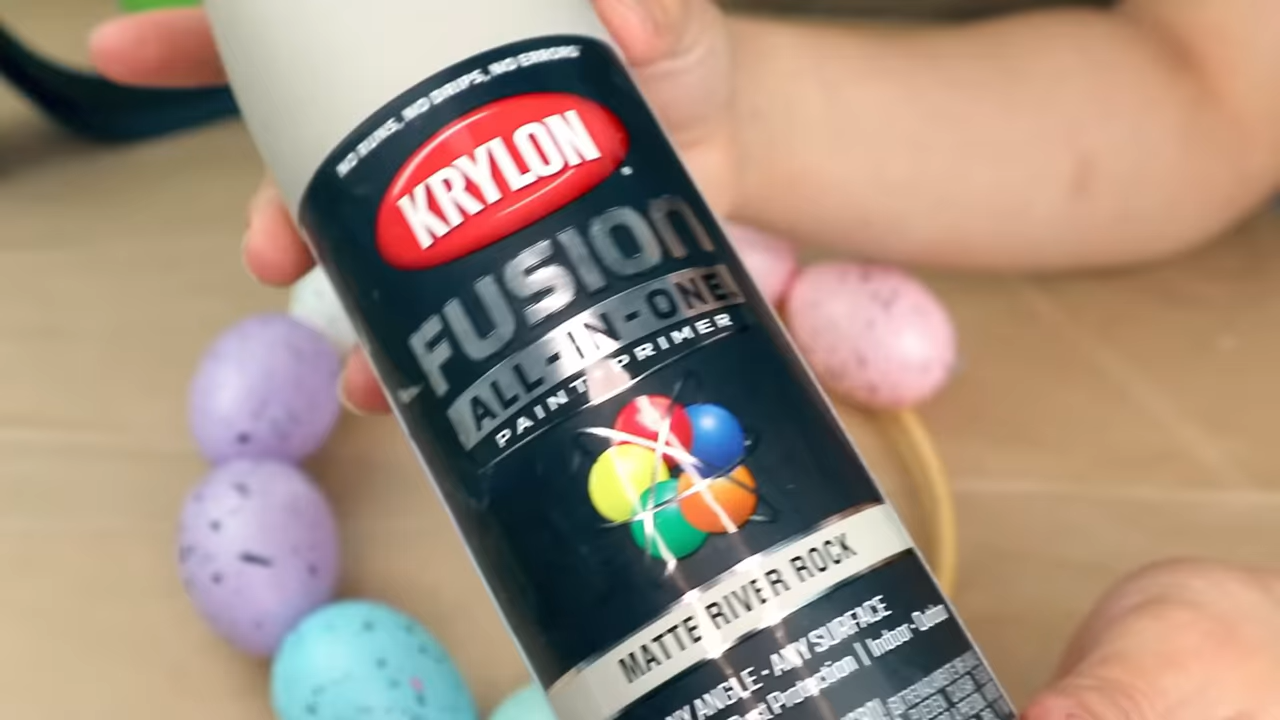 NO RUNS, NO DRIPS, NO ERRORS
KRYLON
FUSION
ALL-IN-ONE
PAINT PRIMER
MATTE RIVER ROCK
ANY ANGLE - ANY SURFACE
Rust Protection | Indoor-Outdoor